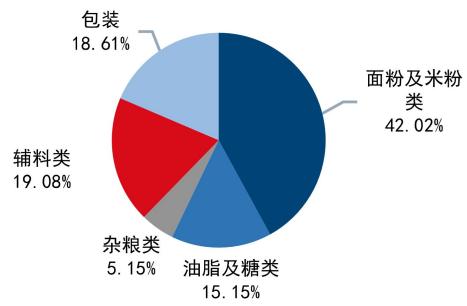 包装
18.61%
面粉及米粉
类
42.02%
辅料类
19.08%
杂粮类
5.15%
油脂及糖类
15.15%